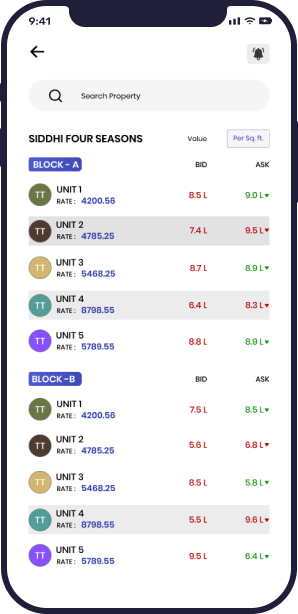 9:41
Search Property
SIDDHI FOUR SEASONS Value Per Sq. ft.
BLOCK - A BID ASK
TT UNIT 1 8.5 L 9.0 L
RATE : 4200.56
TT UNIT 2 7.4 L 9.5 L
RATE : 4785.25
TT UNIT 3 8.7 L 8.9 L
RATE : 5468.25
TT UNIT 4 6.4 L 8.3 L
RATE : 8798.55
TT UNIT 5 8.8 L 8.9 L
RATE : 5789.55
BLOCK -B BID ASK
TT UNIT 1 7.5 L 8.5 L
RATE : 4200.56
TT UNIT 2 5.6 L 6.8 L
RATE : 4785.25
TT UNIT 3 8.5 L 5.8 L
RATE : 5468.25
TT UNIT 4 5.5 L 9.6 L
RATE : 8798.55
TT UNIT 5 9.5 L 6.4 L
RATE : 5789.55